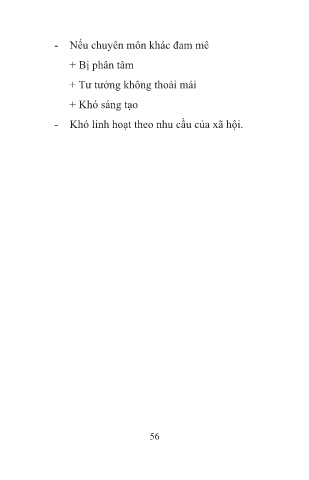 - Nếu chuyên môn khác đam mê
+ Bị phân tâm
+ Tư tưởng không thoải mái
+ Khó sáng tạo
- Khó linh hoạt theo nhu cầu của xã hội.
56